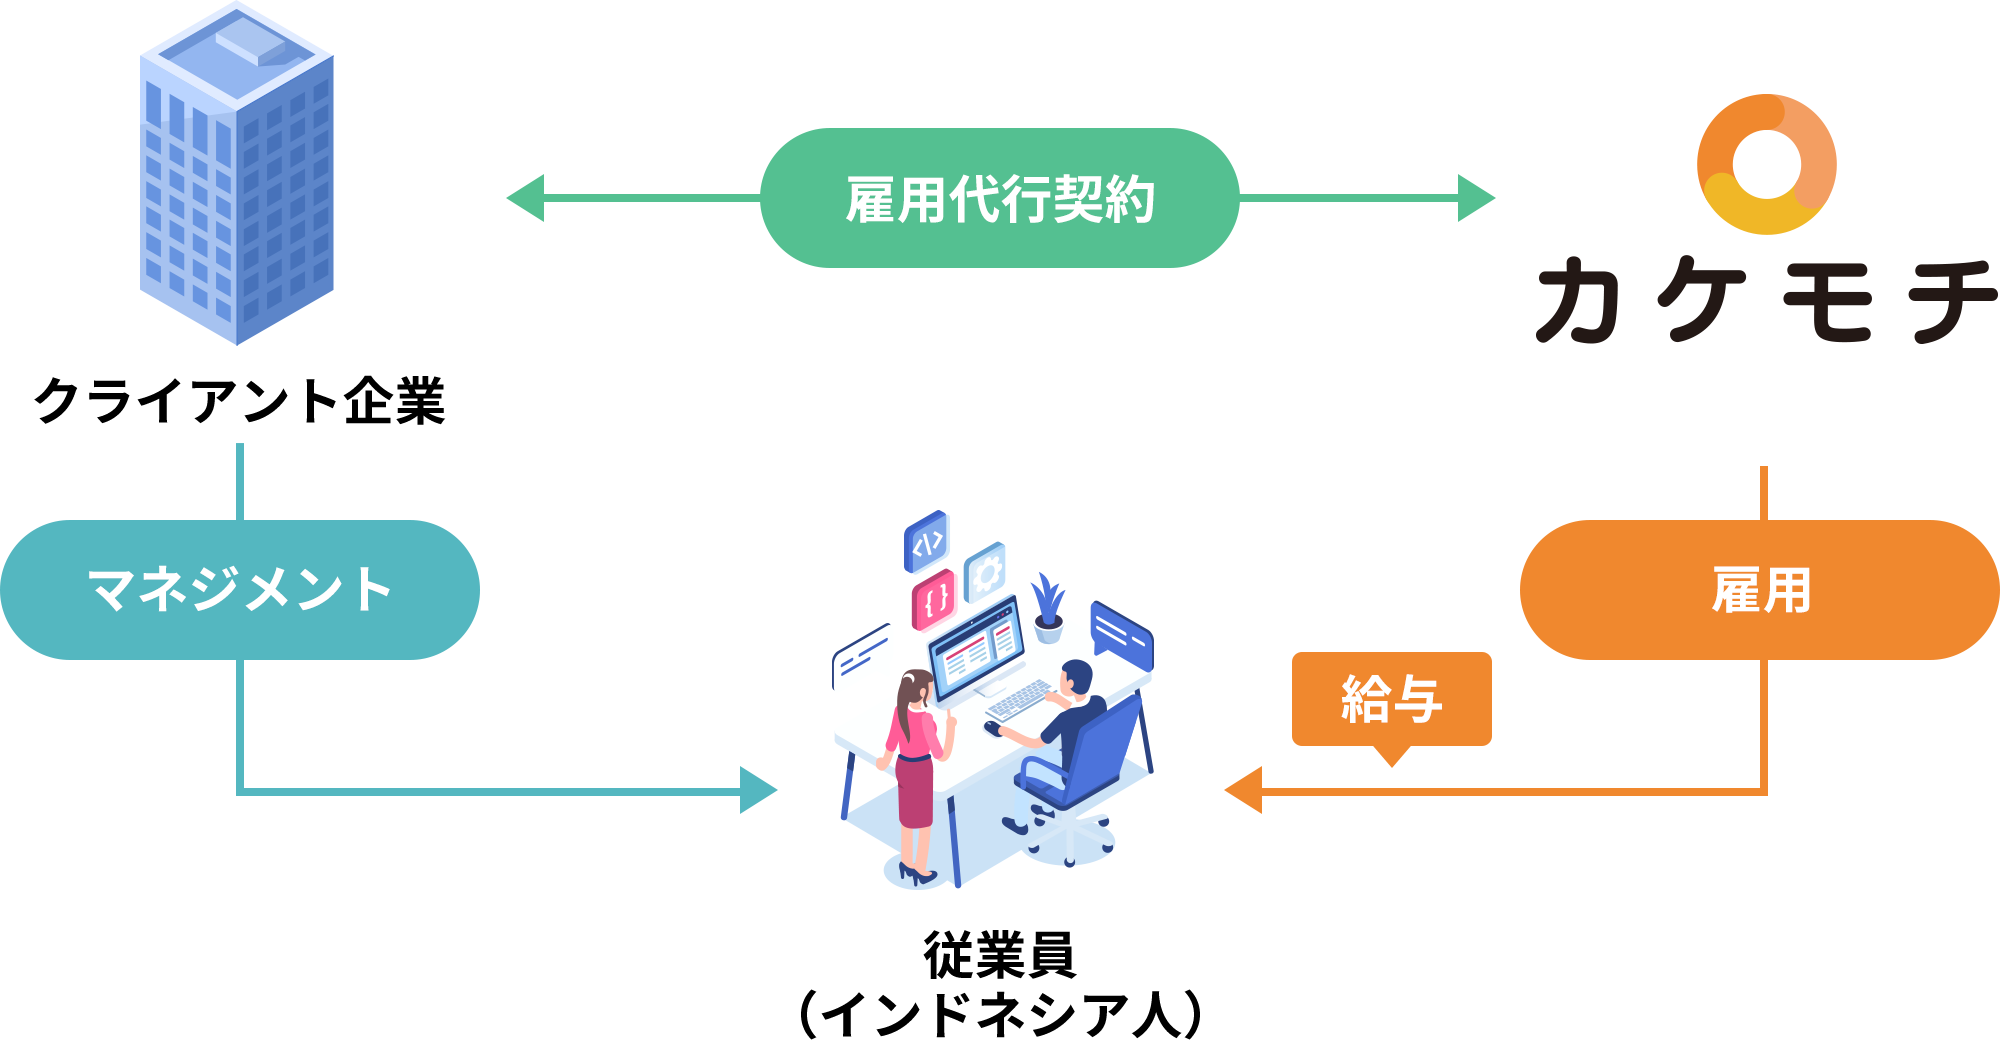 雇用代行契約
カケモチ
クライアント企業
マネジメント
雇用
給与
</>
{ }
従業員
（インドネシア人）